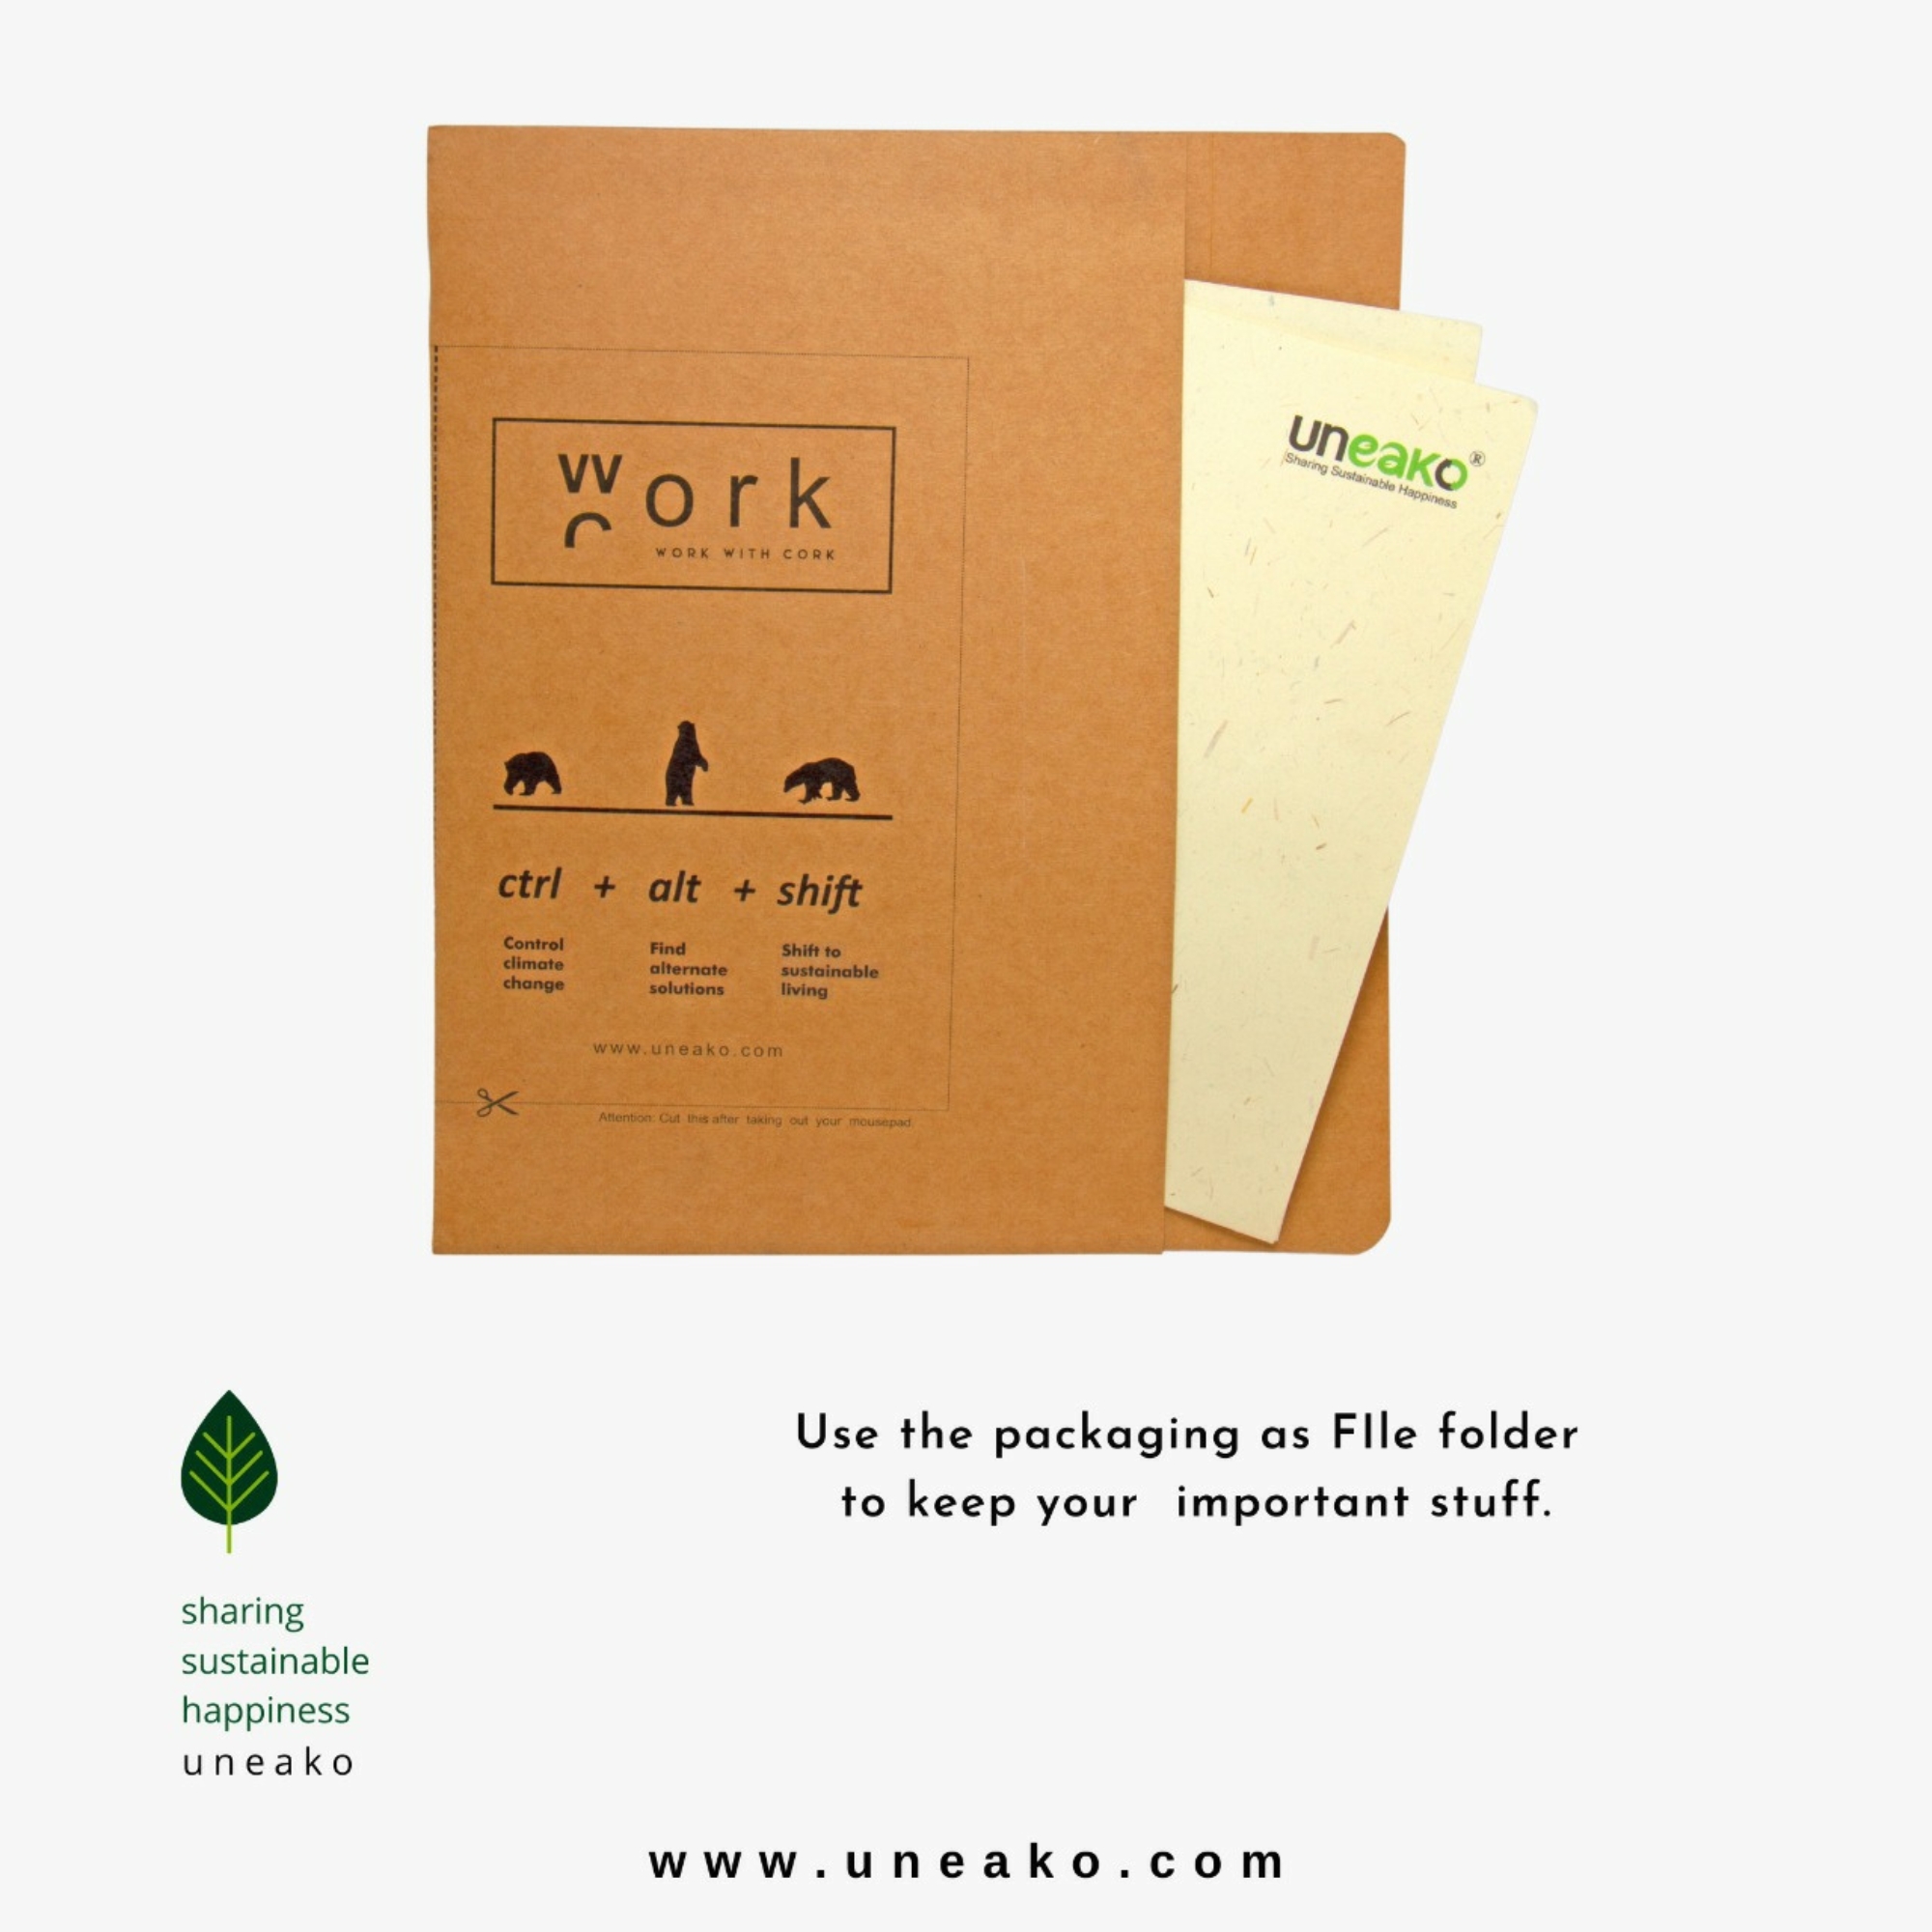 work
c
WORK WITH CORK
uneako®
Sharing Sustainable Happiness
ctrl + alt + shift
Control climate change
Find alternate solutions
Shift to sustainable living
www.uneako.com
Attention: Cut this after taking out your mousepad.
Use the packaging as FIle folder
to keep your important stuff.
sharing
sustainable
happiness
uneako
www.uneako.com